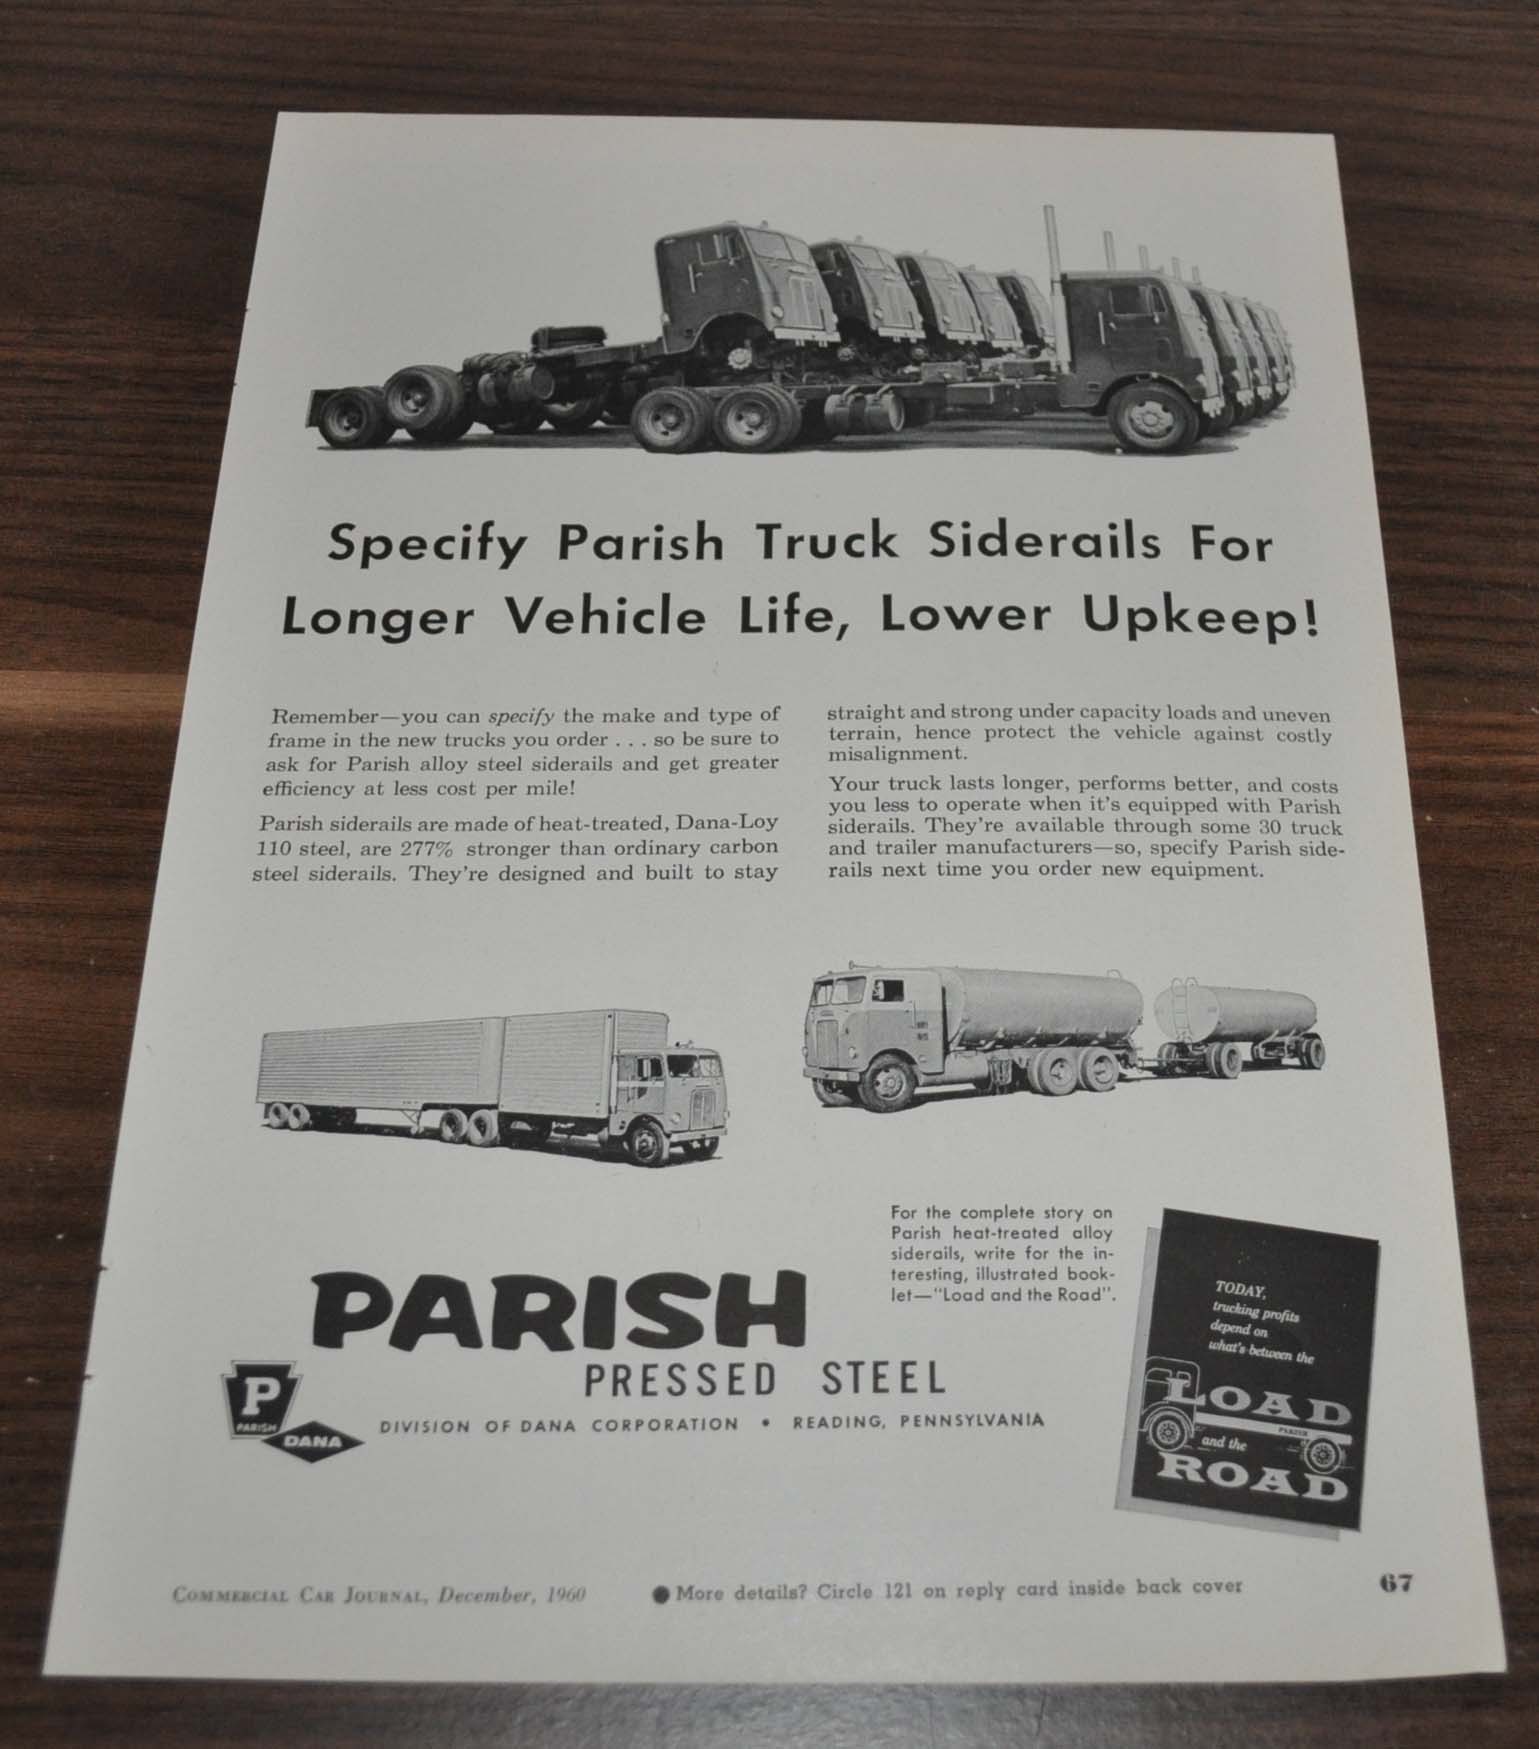 Specify Parish Truck Siderails For
Longer Vehicle Life, Lower Upkeep!
Remember—you can specify the make and type of
frame in the new trucks you order . . . so be sure to
ask for Parish alloy steel siderails and get greater
efficiency at less cost per mile!
Parish siderails are made of heat-treated, Dana-Loy
110 steel, are 277% stronger than ordinary carbon
steel siderails. They're designed and built to stay
straight and strong under capacity loads and uneven
terrain, hence protect the vehicle against costly
misalignment.
Your truck lasts longer, performs better, and costs
you less to operate when it's equipped with Parish
siderails. They're available through some 30 truck
and trailer manufacturers—so, specify Parish side-
rails next time you order new equipment.
For the complete story on
Parish heat-treated alloy
siderails, write for the in-
teresting, illustrated book-
let—"Load and the Road".
TODAY,
trucking profits
depend on
what's between the
LOAD
PARISH
and the
ROAD
PARISH
PRESSED STEEL
P
PARISH
DANA
DIVISION OF DANA CORPORATION • READING, PENNSYLVANIA
COMMERCIAL CAR JOURNAL, December, 1960
● More details? Circle 121 on reply card inside back cover
67